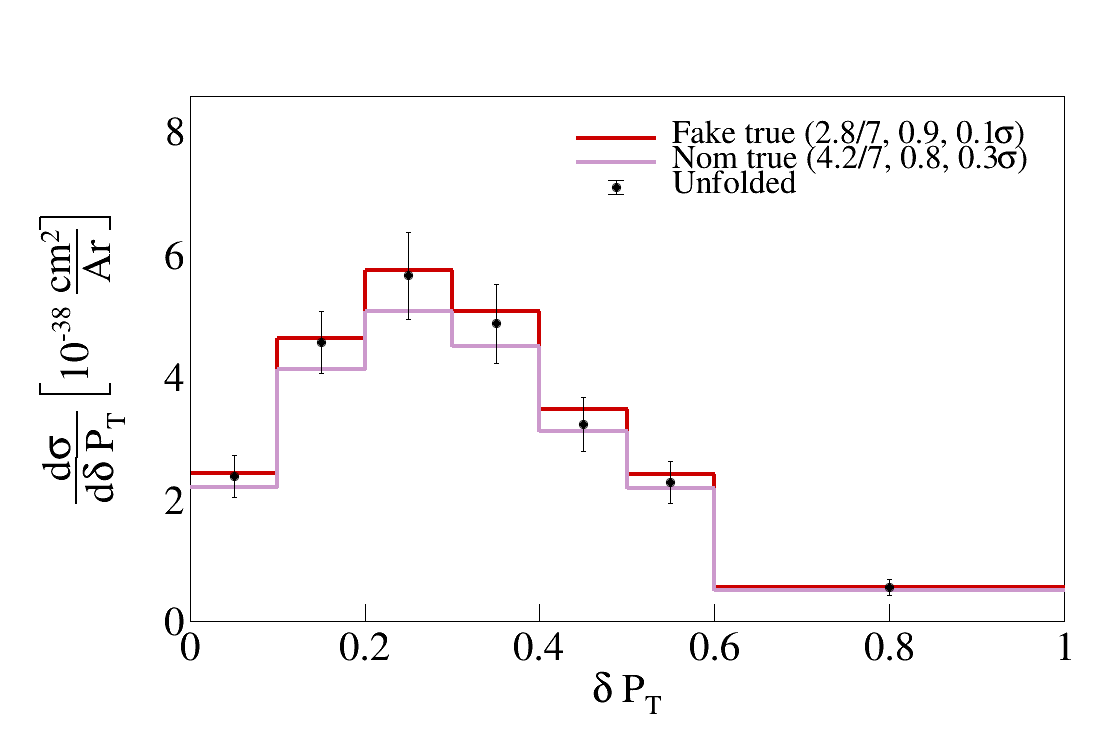 8
6
4
2
0
0 0.2 0.4 0.6 0.8 1
δ P_T
dσ/dδ P_T [10^-38 cm^2/Ar]
Fake true (2.8/7, 0.9, 0.1σ)
Nom true (4.2/7, 0.8, 0.3σ)
Unfolded